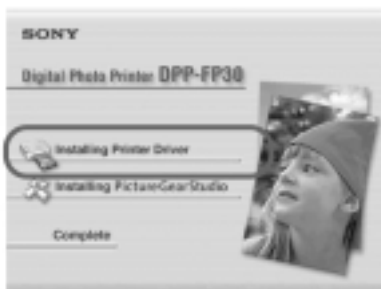 SONY
Digital Photo Printer DPP-FP30
Installing Printer Driver
Installing PictureGearStudio
Complete